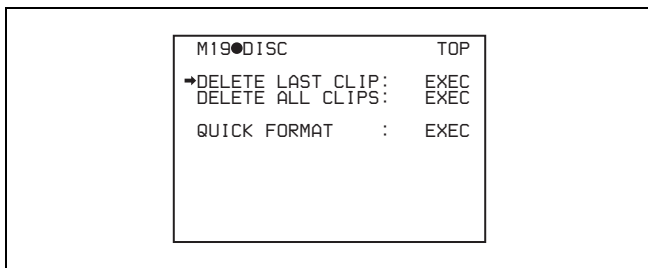 M19●DISC TOP
➡DELETE LAST CLIP: EXEC
DELETE ALL CLIPS: EXEC
QUICK FORMAT : EXEC